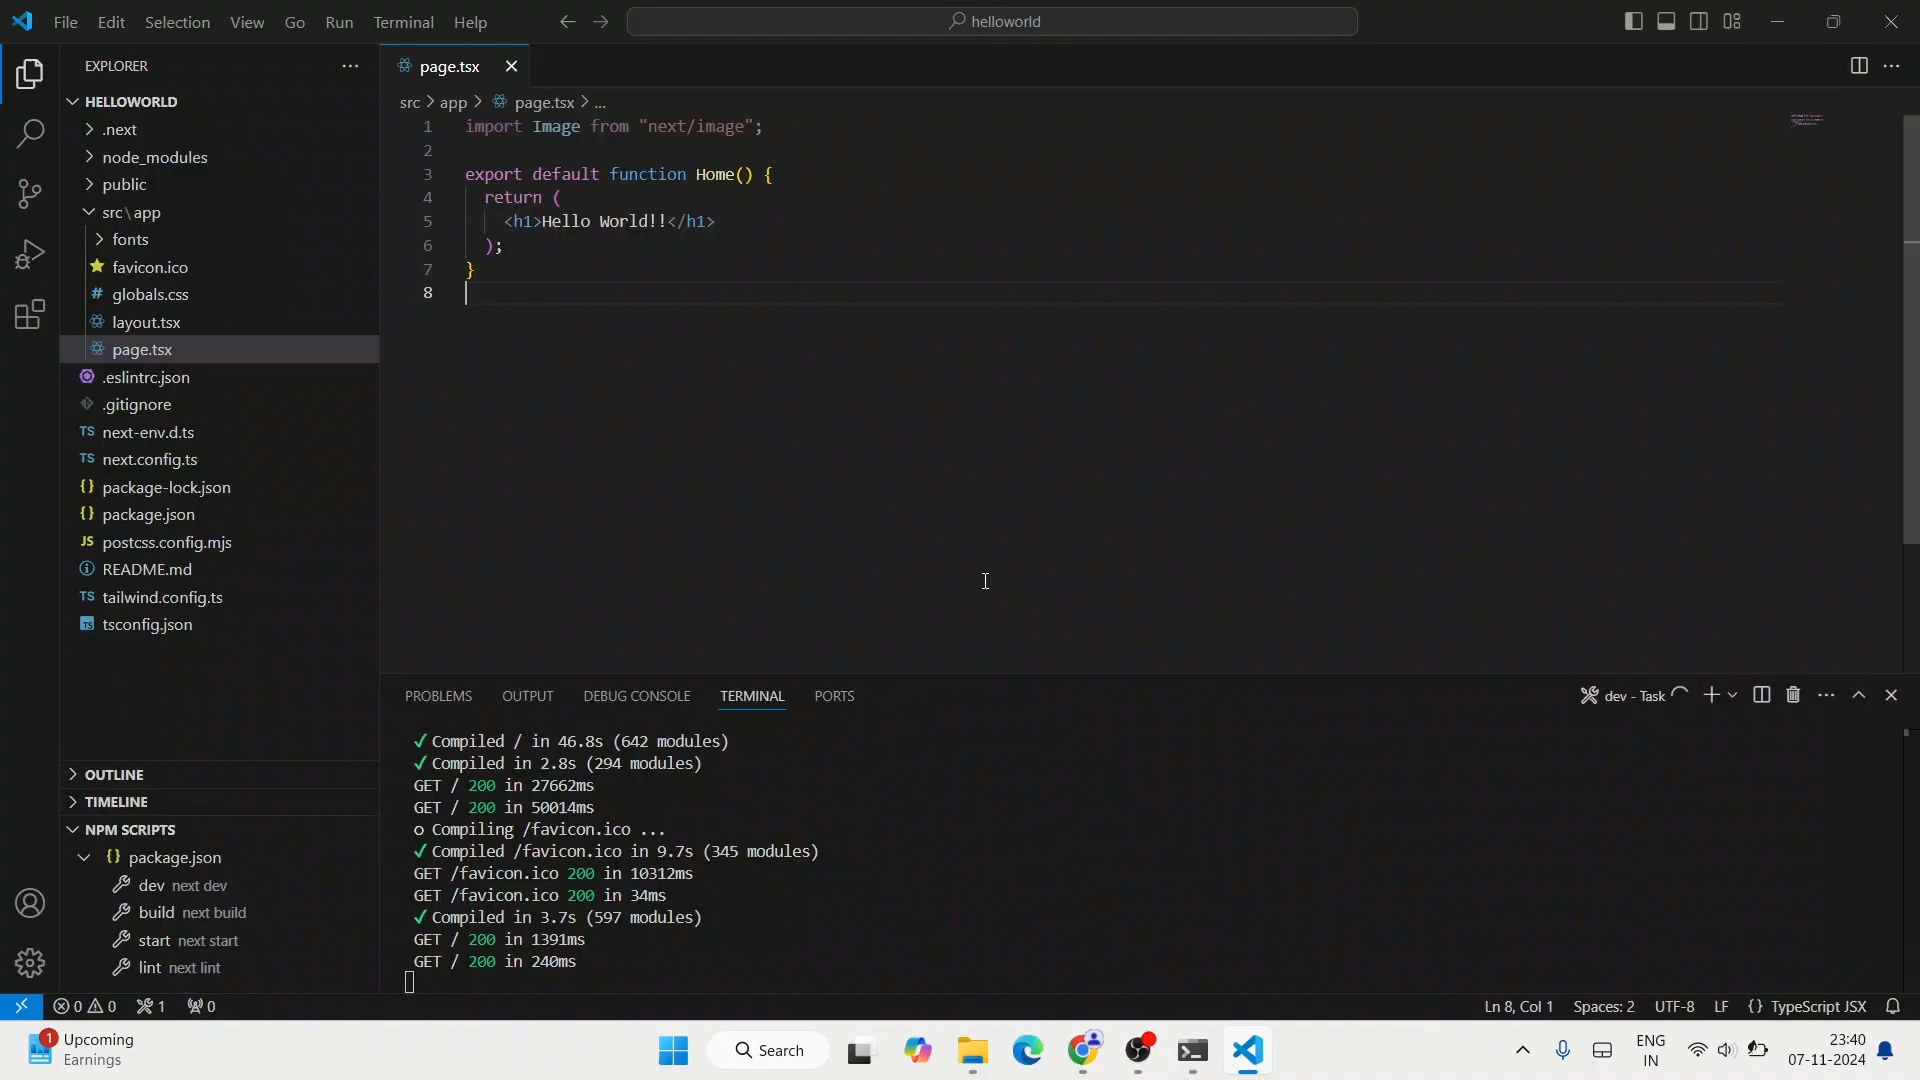 File Edit Selection View Go Run Terminal Help
helloworld
EXPLORER
page.tsx
HELLOWORLD
.next
node_modules
public
src\app
fonts
favicon.ico
globals.css
layout.tsx
page.tsx
.eslintrc.json
.gitignore
TS next-env.d.ts
TS next.config.ts
{} package-lock.json
{} package.json
JS postcss.config.mjs
README.md
TS tailwind.config.ts
TS tsconfig.json
OUTLINE
TIMELINE
NPM SCRIPTS
{} package.json
dev next dev
build next build
start next start
lint next lint
src > app > page.tsx > ...
1 import Image from "next/image";
2
3 export default function Home() {
4 return (
5 <h1>Hello World!!</h1>
6 );
7 }
8
PROBLEMS OUTPUT DEBUG CONSOLE TERMINAL PORTS
dev - Task
✓ Compiled / in 46.8s (642 modules)
✓ Compiled in 2.8s (294 modules)
GET / 200 in 27662ms
GET / 200 in 50014ms
○ Compiling /favicon.ico ...
✓ Compiled /favicon.ico in 9.7s (345 modules)
GET /favicon.ico 200 in 10312ms
GET /favicon.ico 200 in 34ms
✓ Compiled in 3.7s (597 modules)
GET / 200 in 1391ms
GET / 200 in 240ms
0 0 1 0
Ln 8, Col 1 Spaces: 2 UTF-8 LF {} TypeScript JSX
1 Upcoming
Earnings
Search
ENG
IN
23:40
07-11-2024